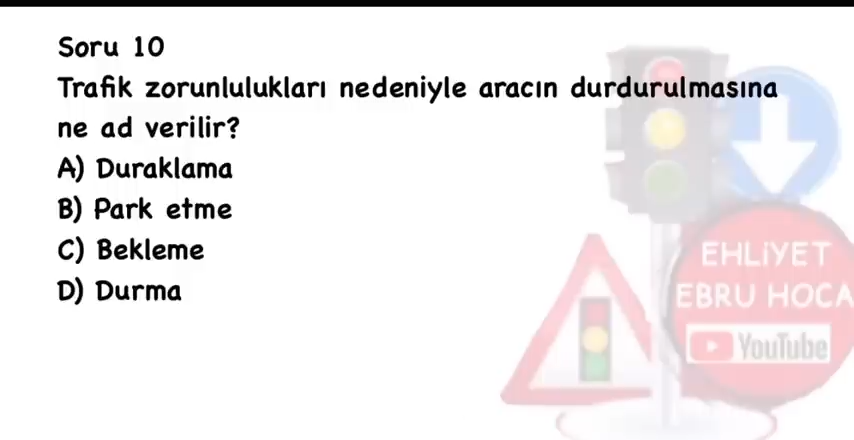 Soru 10
Trafik zorunlulukları nedeniyle aracın durdurulmasına
ne ad verilir?
A) Duraklama
B) Park etme
C) Bekleme
D) Durma
EHLİYET
EBRU HOCA
YouTube